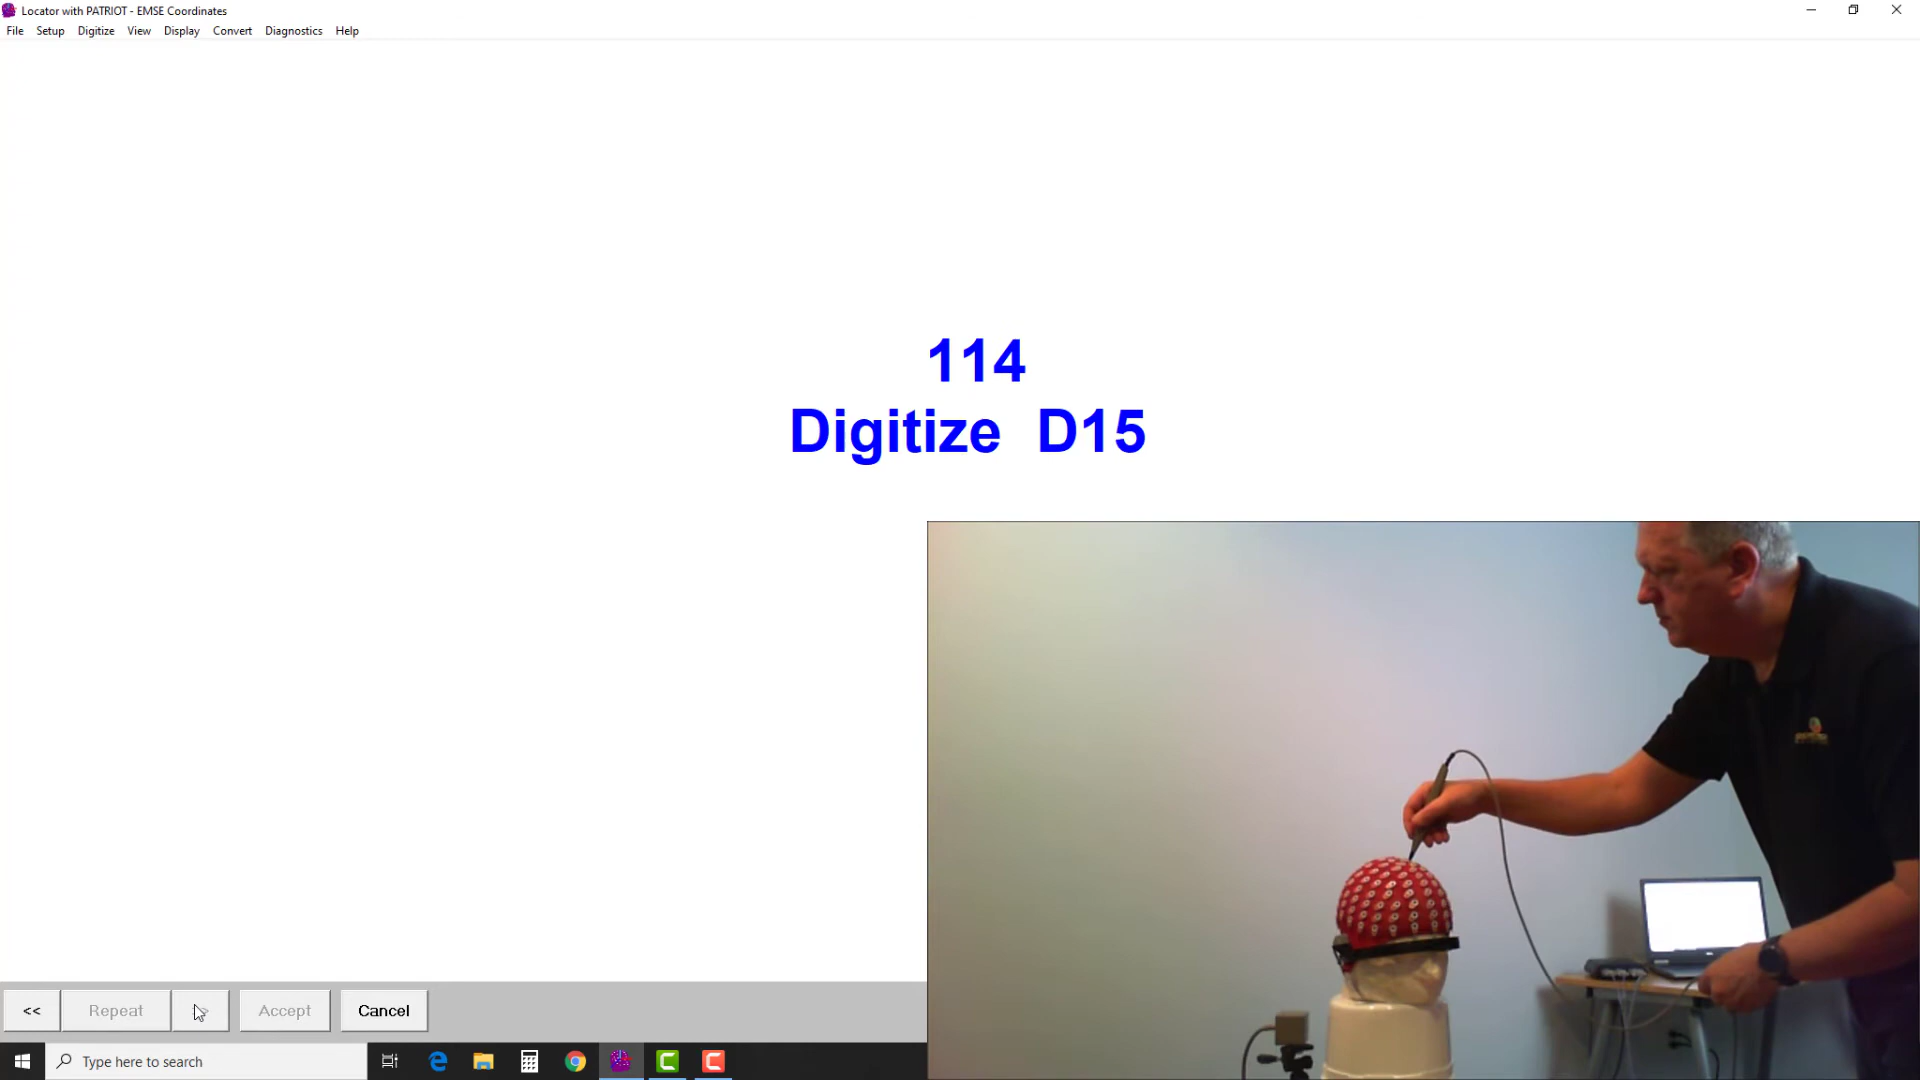 Locator with PATRIOT - EMSE Coordinates
File Setup Digitize View Display Convert Diagnostics Help
114
Digitize D15
<< Repeat Accept Cancel
Type here to search